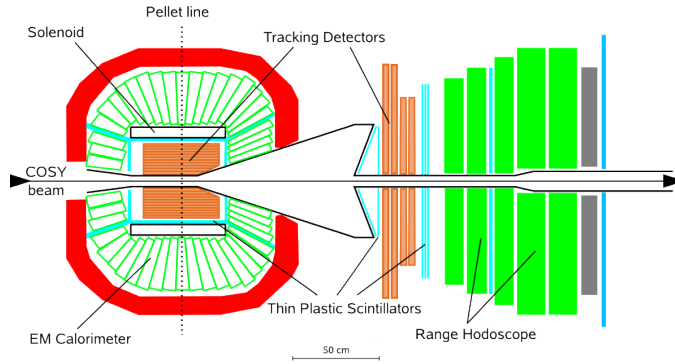 Pellet line
Solenoid
Tracking Detectors
COSY
beam
Thin Plastic Scintillators
EM Calorimeter
Range Hodoscope
50 cm